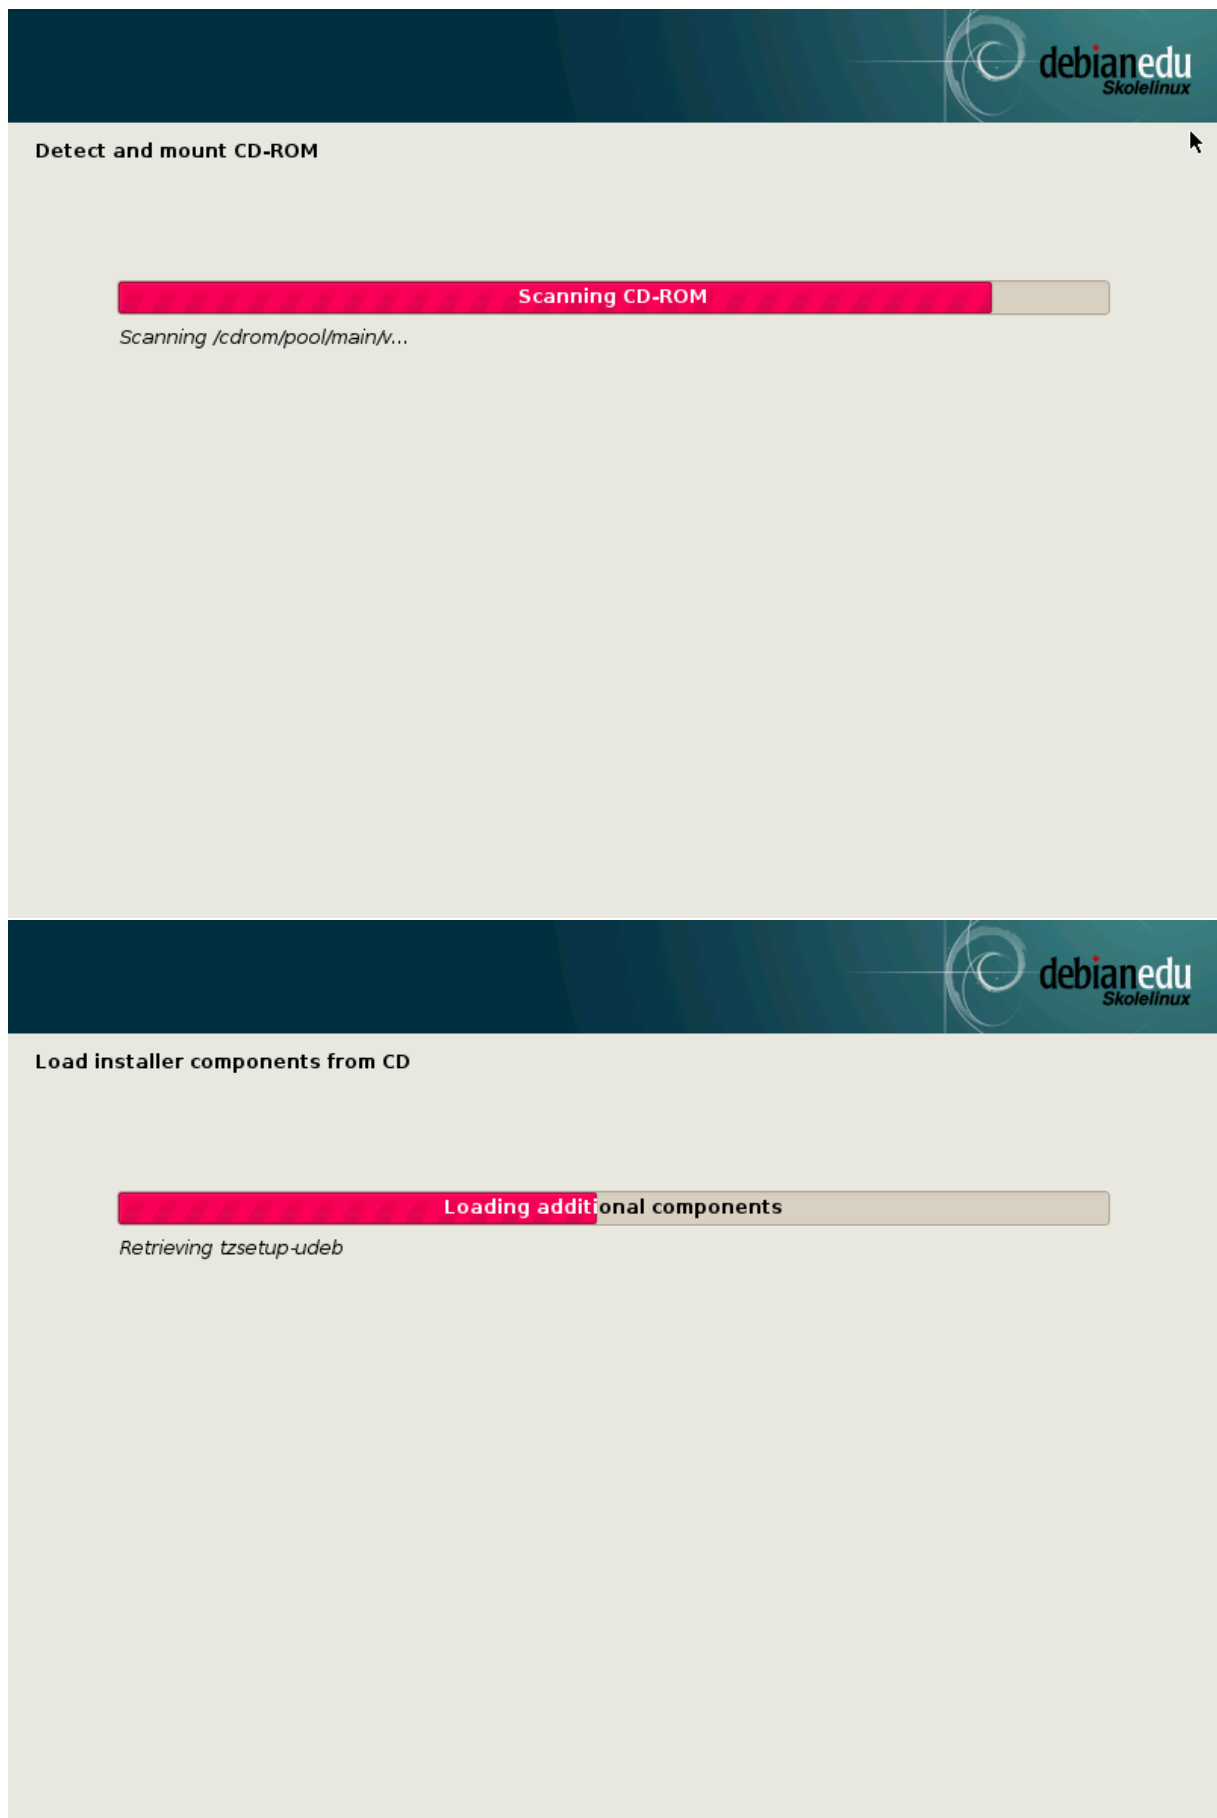 debianedu
Skolelinux
Detect and mount CD-ROM
Scanning CD-ROM
Scanning /cdrom/pool/main/v...
debianedu
Skolelinux
Load installer components from CD
Loading additional components
Retrieving tzsetup-udeb